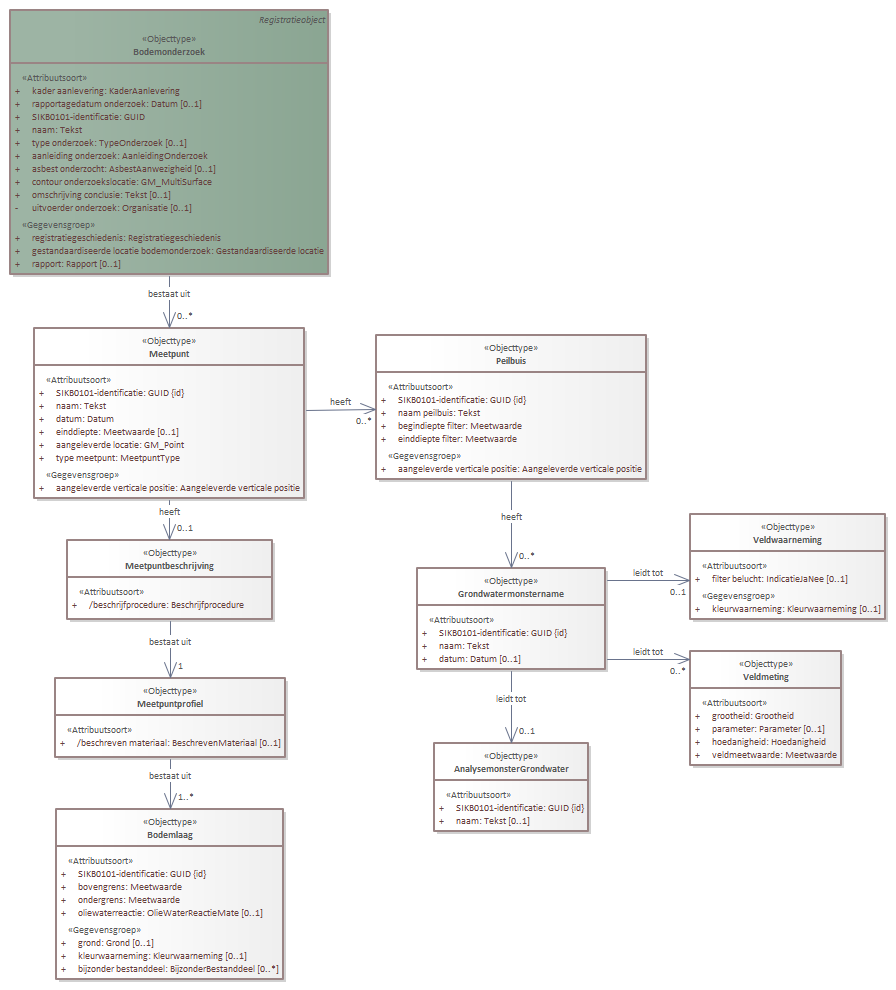 Registratieobject
«Objecttype»
Bodemonderzoek
«Attribuutsoort»
+ kader aanlevering: KaderAanlevering
+ rapportagedatum onderzoek: Datum [0..1]
+ SIKB0101-identificatie: GUID
+ naam: Tekst
+ type onderzoek: TypeOnderzoek [0..1]
+ aanleiding onderzoek: AanleidingOnderzoek
+ asbest onderzocht: AsbestAanwezigheid [0..1]
+ contour onderzoekslocatie: GM_MultiSurface
+ omschrijving conclusie: Tekst [0..1]
- uitvoerder onderzoek: Organisatie [0..1]
«Gegevensgroep»
+ registratiegeschiedenis: Registratiegeschiedenis
+ gestandaardiseerde locatie bodemonderzoek: Gestandaardiseerde locatie
+ rapport: Rapport [0..1]
bestaat uit
0..*
«Objecttype»
Meetpunt
«Attribuutsoort»
+ SIKB0101-identificatie: GUID {id}
+ naam: Tekst
+ datum: Datum
+ einddiepte: Meetwaarde [0..1]
+ aangeleverde locatie: GM_Point
+ type meetpunt: MeetpuntType
«Gegevensgroep»
+ aangeleverde verticale positie: Aangeleverde verticale positie
heeft
0..*
«Objecttype»
Peilbuis
«Attribuutsoort»
+ SIKB0101-identificatie: GUID {id}
+ naam peilbuis: Tekst
+ begindiepte filter: Meetwaarde
+ einddiepte filter: Meetwaarde
«Gegevensgroep»
+ aangeleverde verticale positie: Aangeleverde verticale positie
heeft
0..1
«Objecttype»
Meetpuntbeschrijving
«Attribuutsoort»
+ /beschrijfprocedure: Beschrijfprocedure
bestaat uit
1
«Objecttype»
Meetpuntprofiel
«Attribuutsoort»
+ /beschreven materiaal: BeschrevenMateriaal [0..1]
bestaat uit
1..*
«Objecttype»
Bodemlaag
«Attribuutsoort»
+ SIKB0101-identificatie: GUID {id}
+ bovengrens: Meetwaarde
+ ondergrens: Meetwaarde
+ oliewaterreactie: OlieWaterReactieMate [0..1]
«Gegevensgroep»
+ grond: Grond [0..1]
+ kleurwaarneming: Kleurwaarneming [0..1]
+ bijzonder bestanddeel: BijzonderBestanddeel [0..*]
heeft
0..*
«Objecttype»
Grondwatermonstername
«Attribuutsoort»
+ SIKB0101-identificatie: GUID {id}
+ naam: Tekst
+ datum: Datum [0..1]
leidt tot
0..1
«Objecttype»
Veldwaarneming
«Attribuutsoort»
+ filter belucht: IndicatieJaNee [0..1]
«Gegevensgroep»
+ kleurwaarneming: Kleurwaarneming [0..1]
leidt tot
0..*
«Objecttype»
Veldmeting
«Attribuutsoort»
+ grootheid: Grootheid
+ parameter: Parameter [0..1]
+ hoedanigheid: Hoedanigheid
+ veldmeetwaarde: Meetwaarde
leidt tot
0..1
«Objecttype»
AnalysemonsterGrondwater
«Attribuutsoort»
+ SIKB0101-identificatie: GUID {id}
+ naam: Tekst [0..1]